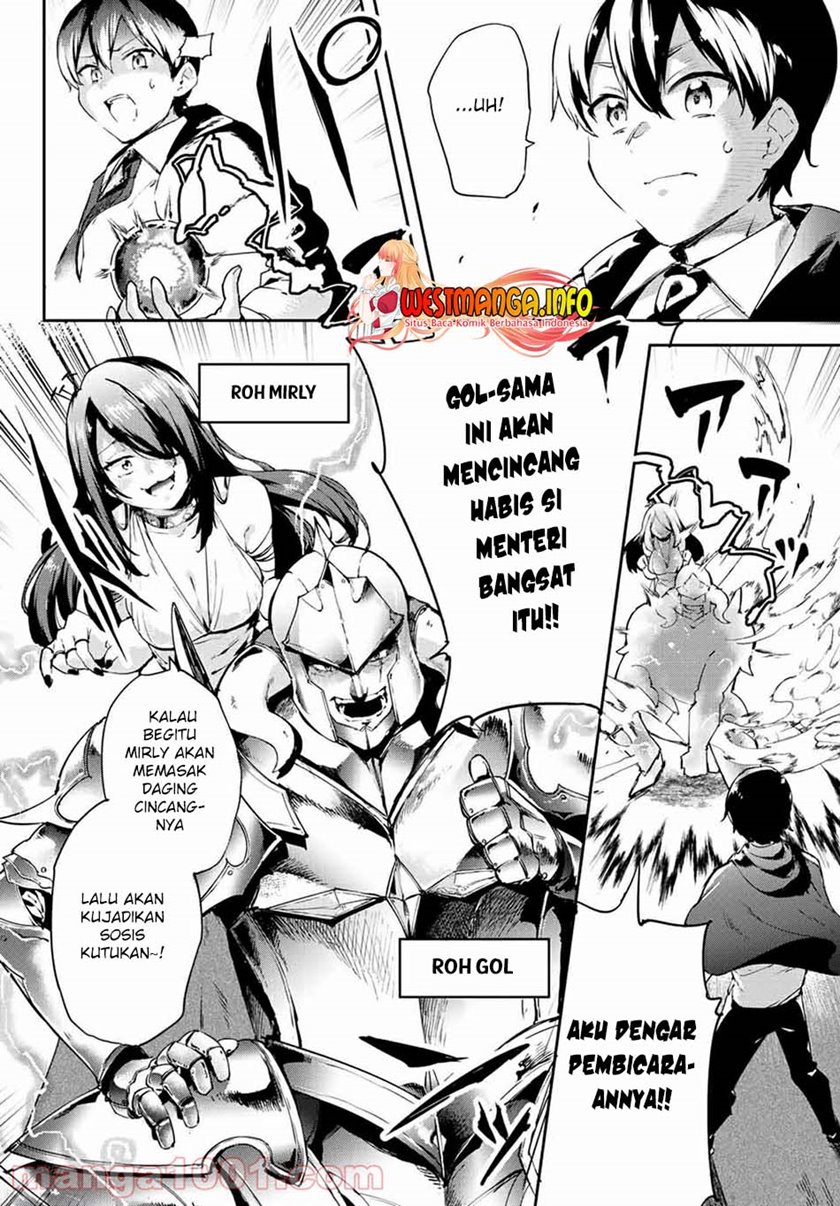 ...UH!
WESTMANGA.INFO
Situs Baca Komik Berbahasa Indonesia
AKU DENGAR
PEMBICARA-
ANNYA!!
GOL-SAMA
INI AKAN
MENCINCANG
HABIS SI
MENTERI
BANGSAT
ITU!!
ROH MIRLY
ROH GOL
KALAU
BEGITU
MIRLY AKAN
MEMASAK
DAGING
CINCANG-
NYA
LALU AKAN
KUJADIKAN
SOSIS
KUTUKAN~!
manga1001.com